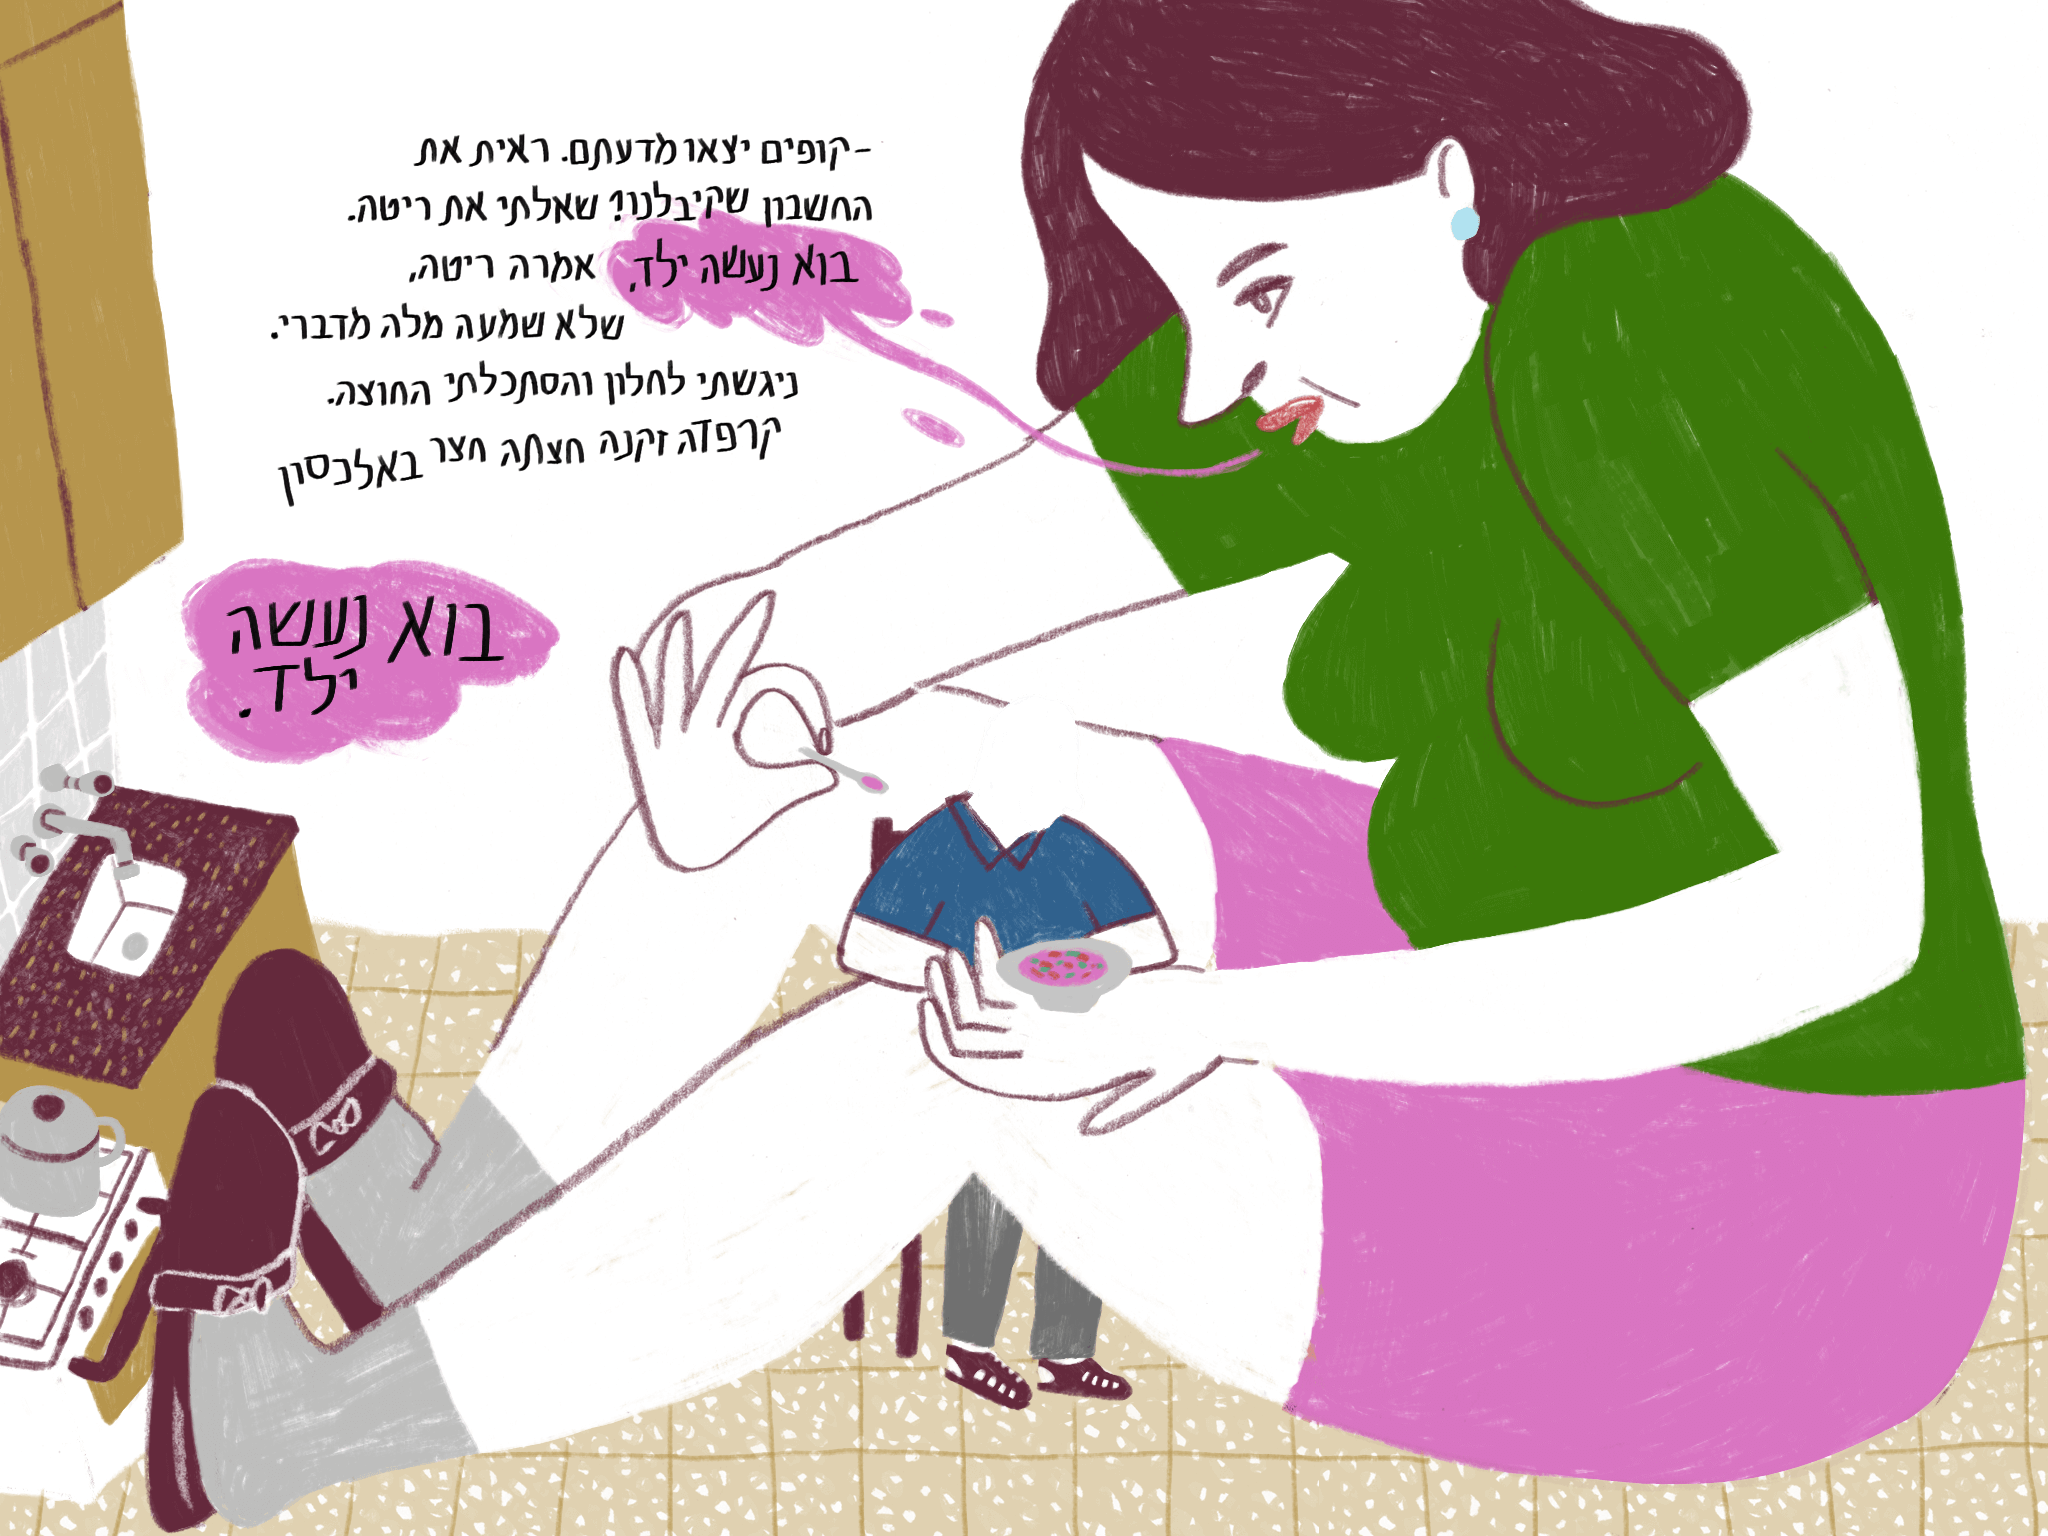 -קופים יצאו מדעתם. ראית את
החשבון שקיבלנו? שאלתי את ריטה.
בוא נעשה ילד, אמרה ריטה,
שלא שמעה מלה מדברי.
ניגשתי לחלון והסתכלתי החוצה.
קרפדה זקנה חצתה חצר באלכסון
בוא נעשה
ילד.